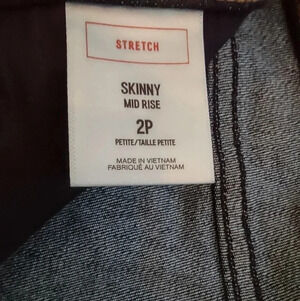 STRETCH
SKINNY
MID RISE
2P
PETITE/TAILLE PETITE
MADE IN VIETNAM
FABRIQUÉ AU VIETNAM